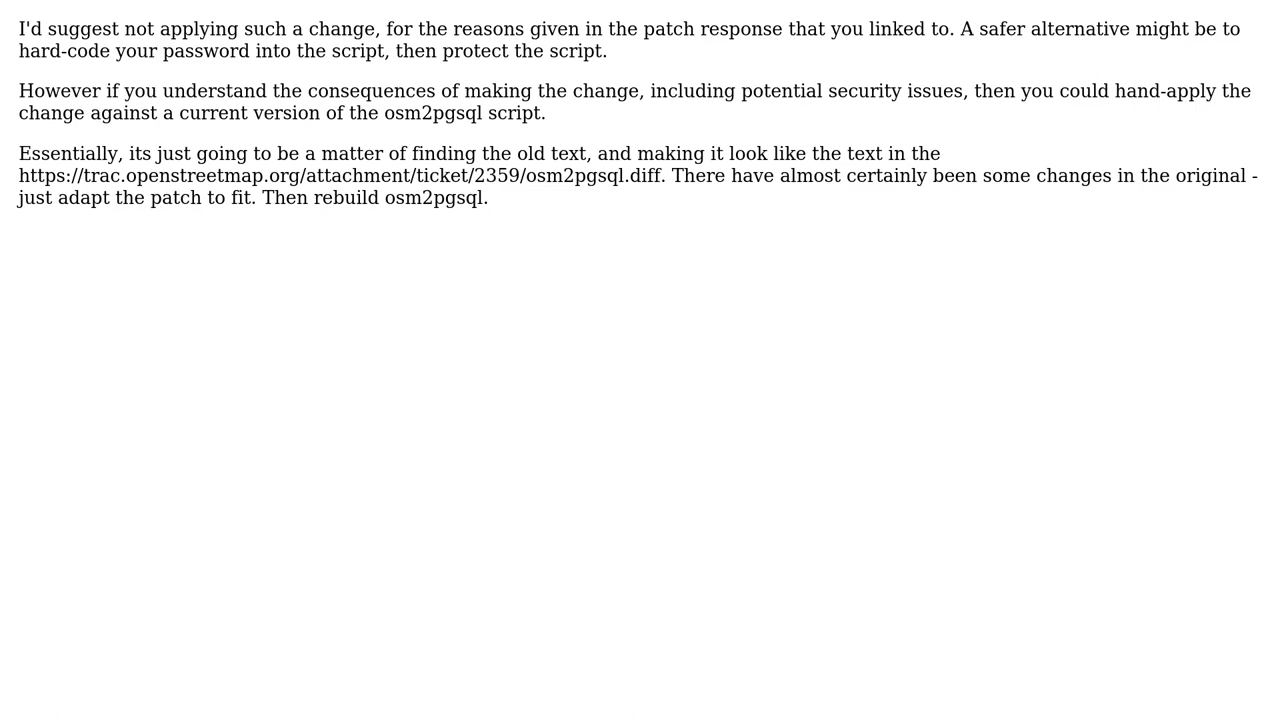 I'd suggest not applying such a change, for the reasons given in the patch response that you linked to. A safer alternative might be to
hard-code your password into the script, then protect the script.
However if you understand the consequences of making the change, including potential security issues, then you could hand-apply the
change against a current version of the osm2pgsql script.
Essentially, its just going to be a matter of finding the old text, and making it look like the text in the
https://trac.openstreetmap.org/attachment/ticket/2359/osm2pgsql.diff. There have almost certainly been some changes in the original -
just adapt the patch to fit. Then rebuild osm2pgsql.